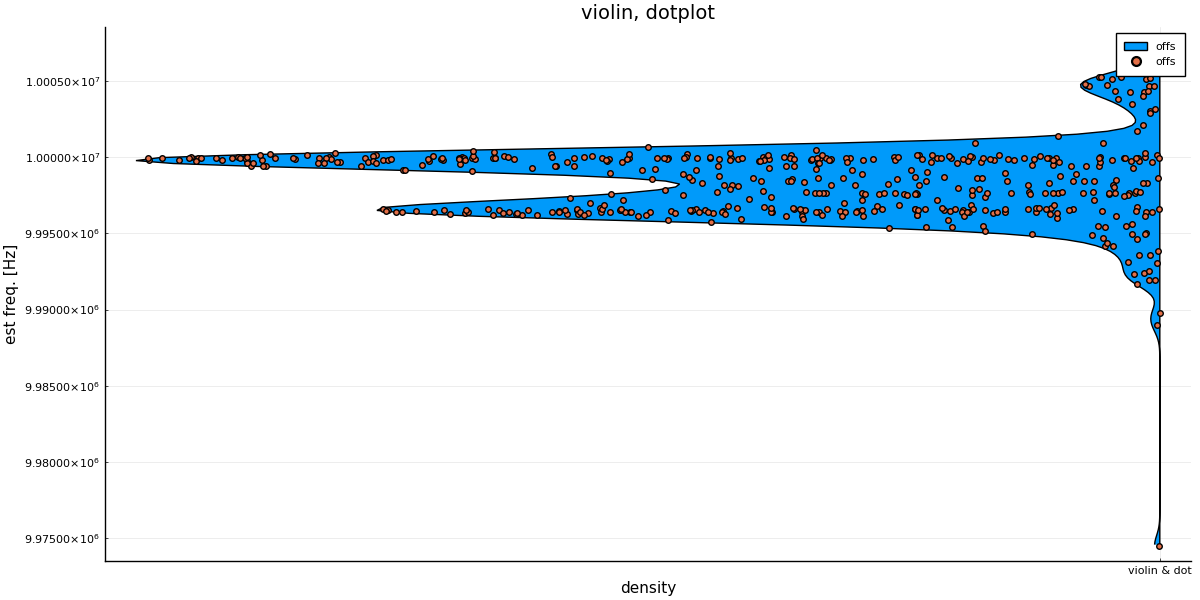 violin, dotplot
offs
offs
1.00050×10⁷
1.00000×10⁷
9.99500×10⁶
9.99000×10⁶
9.98500×10⁶
9.98000×10⁶
9.97500×10⁶
est freq. [Hz]
violin & dot
density